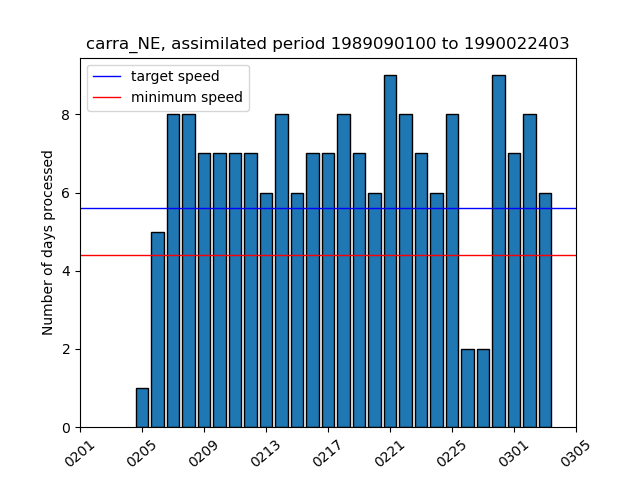 carra_NE, assimilated period 1989090100 to 1990022403
target speed
minimum speed
Number of days processed
8
6
4
2
0
0201 0205 0209 0213 0217 0221 0225 0301 0305